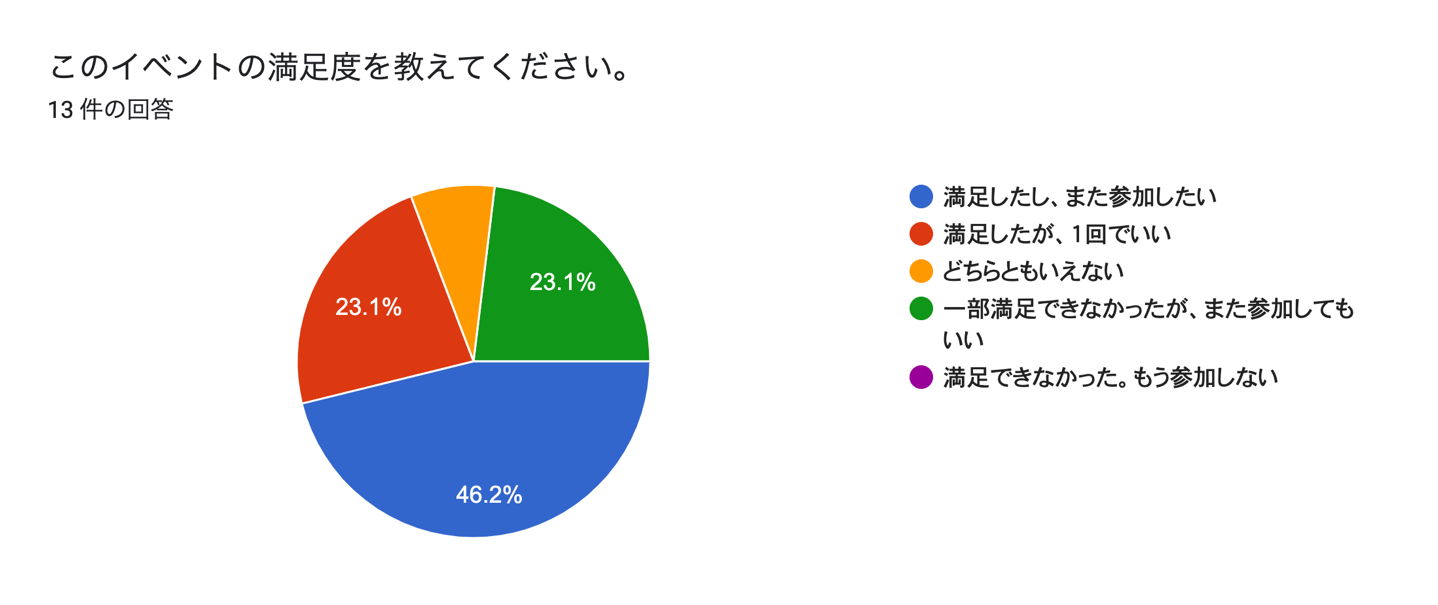 このイベントの満足度を教えてください。
13 件の回答
満足したし、また参加したい
満足したが、1回でいい
どちらともいえない
一部満足できなかったが、また参加しても
いい
満足できなかった。もう参加しない
23.1%
23.1%
46.2%